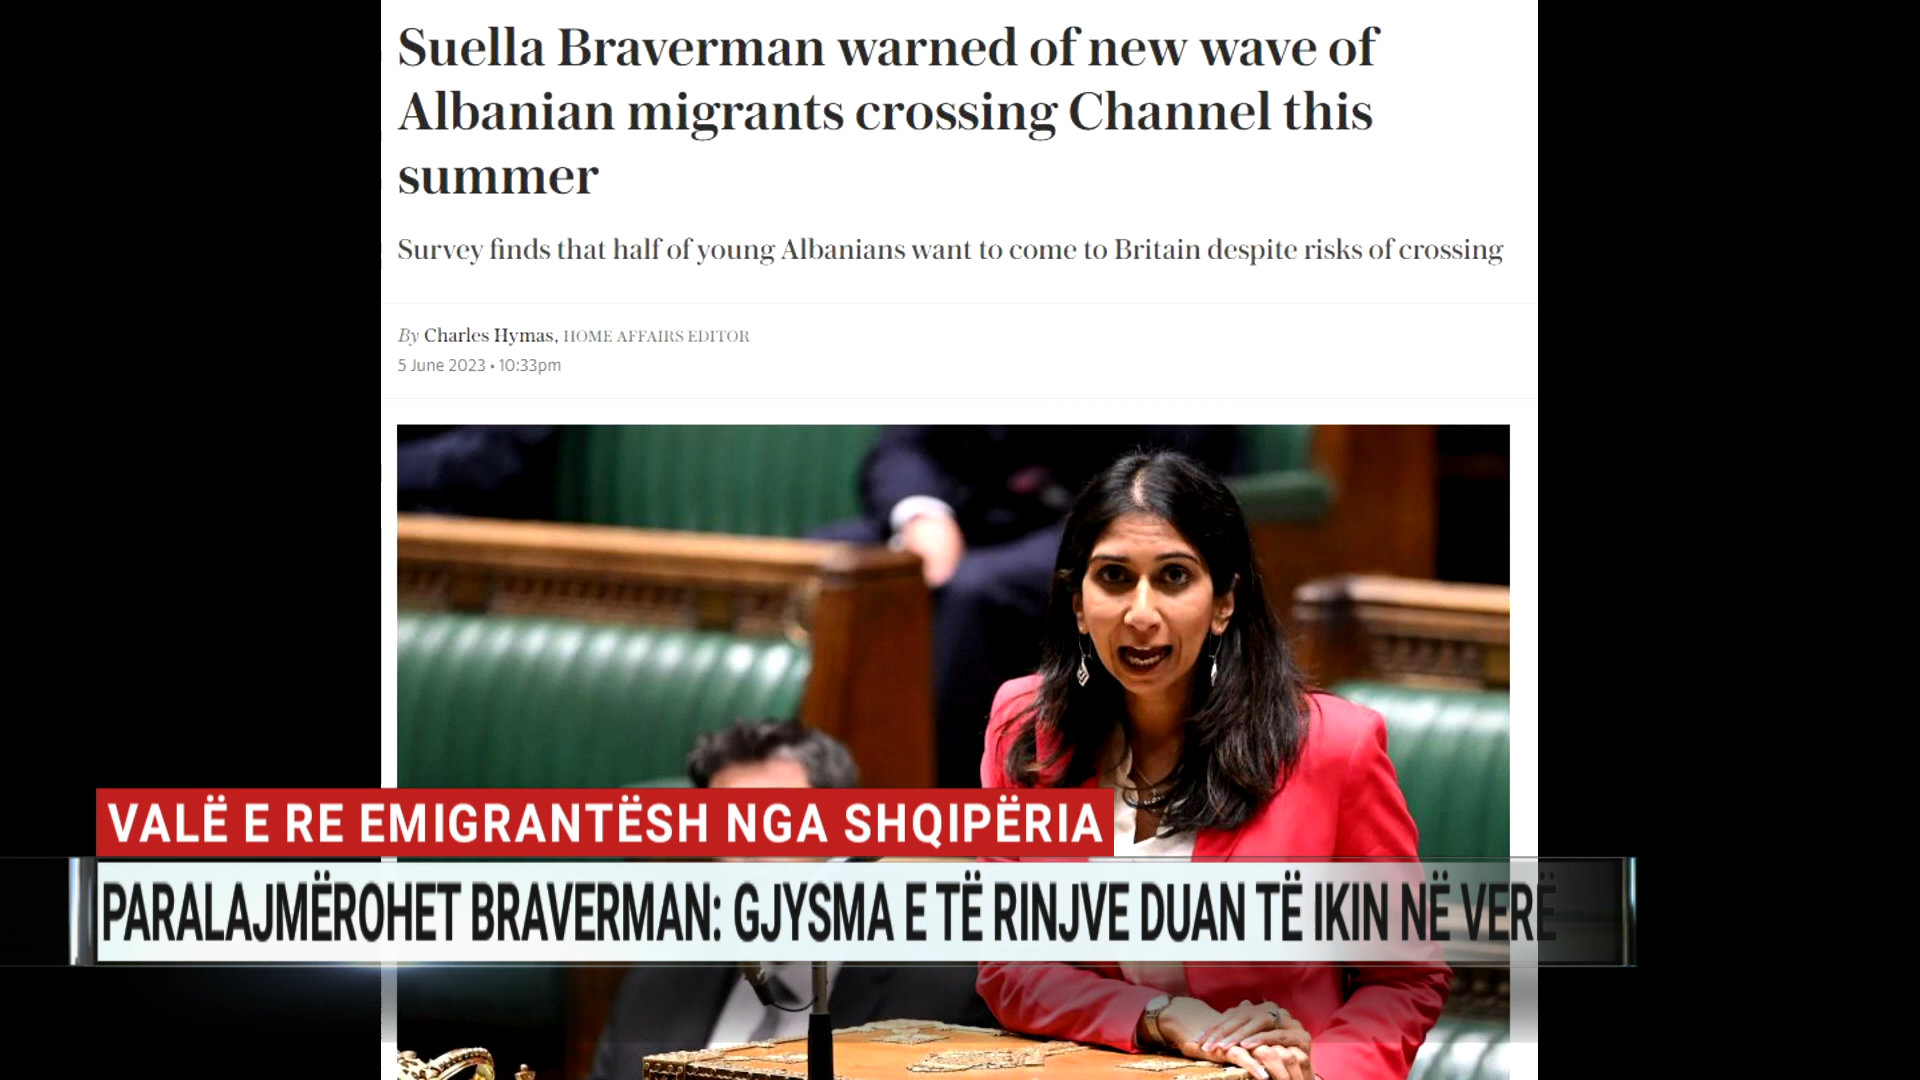 Suella Braverman warned of new wave of
Albanian migrants crossing Channel this
summer
Survey finds that half of young Albanians want to come to Britain despite risks of crossing
By Charles Hymas, HOME AFFAIRS EDITOR
5 June 2023 • 10:33pm
VALË E RE EMIGRANTËSH NGA SHQIPËRIA
PARALAJMËROHET BRAVERMAN: GJYSMA E TË RINJVE DUAN TË IKIN NË VERË